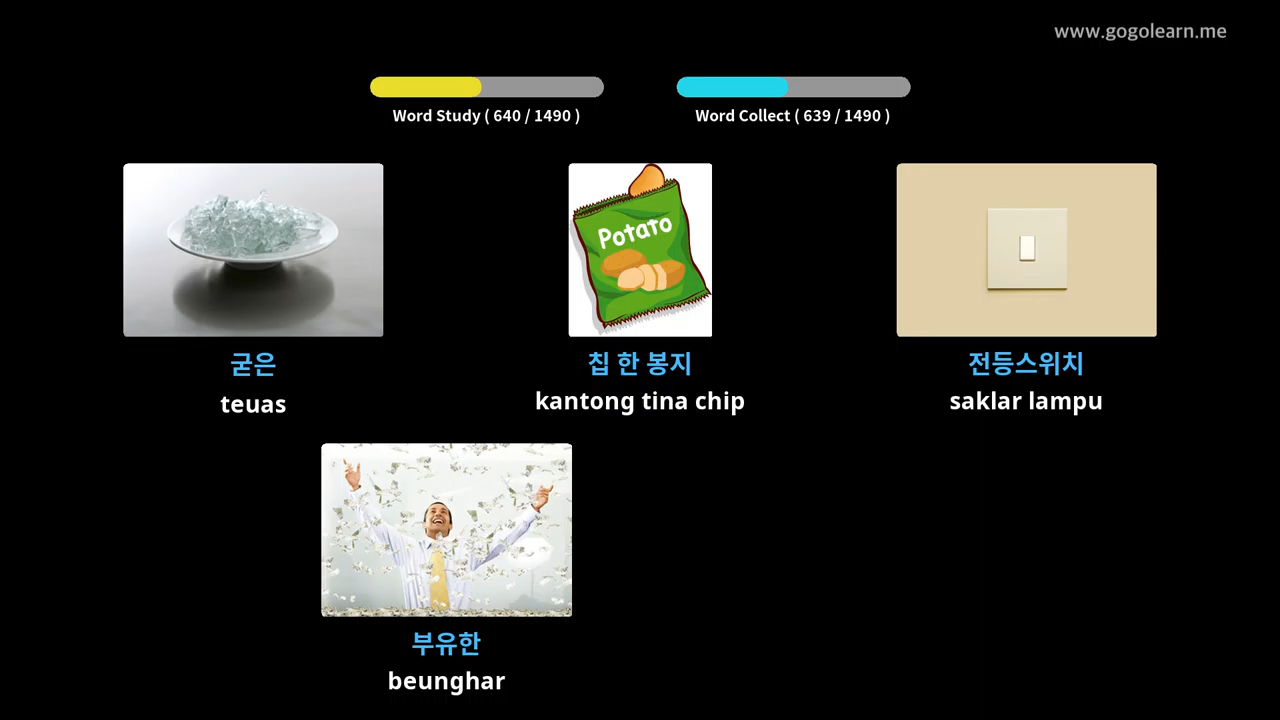 www.gogolearn.me
Word Study ( 640 / 1490 )
Word Collect ( 639 / 1490 )
Potato
굳은
teuas
칩 한 봉지
kantong tina chip
전등스위치
saklar lampu
부유한
beunghar